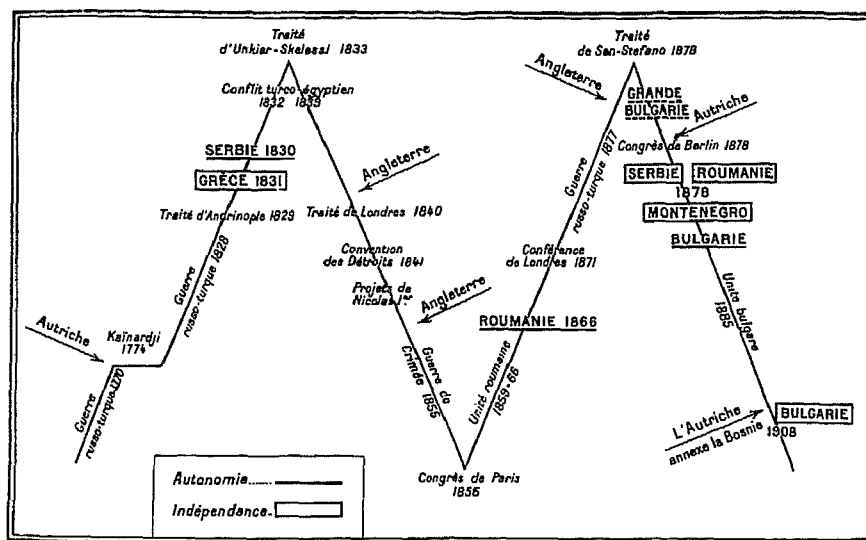 Traité
d'Unkiar-Skelessi 1833
Conflit turco-égyptien
1832 1839
SERBIE 1830
GRÈCE 1831
Traité d'Andrinople 1829
Guerre
russo-turque 1828
Autriche
Kaïnardji
1774
Guerre
russo-turque 1770
Angleterre
Traité de Londres 1840
Convention
des Détroits 1841
Projets de
Nicolas 1er
Angleterre
Guerre de
Crimée 1855
Congrès de Paris
1856
Unité roumaine
1859-66
ROUMANIE 1866
Conférence
de Londres 1871
Guerre
russo-turque 1877
Angleterre
Traité
de San-Stefano 1878
GRANDE
BULGARIE
Autriche
Congrès de Berlin 1878
SERBIE
ROUMANIE
1878
MONTENEGRO
BULGARIE
Unité bulgare
1885
L'Autriche
annexe la Bosnie 1908
BULGARIE
Autonomie
Indépendance